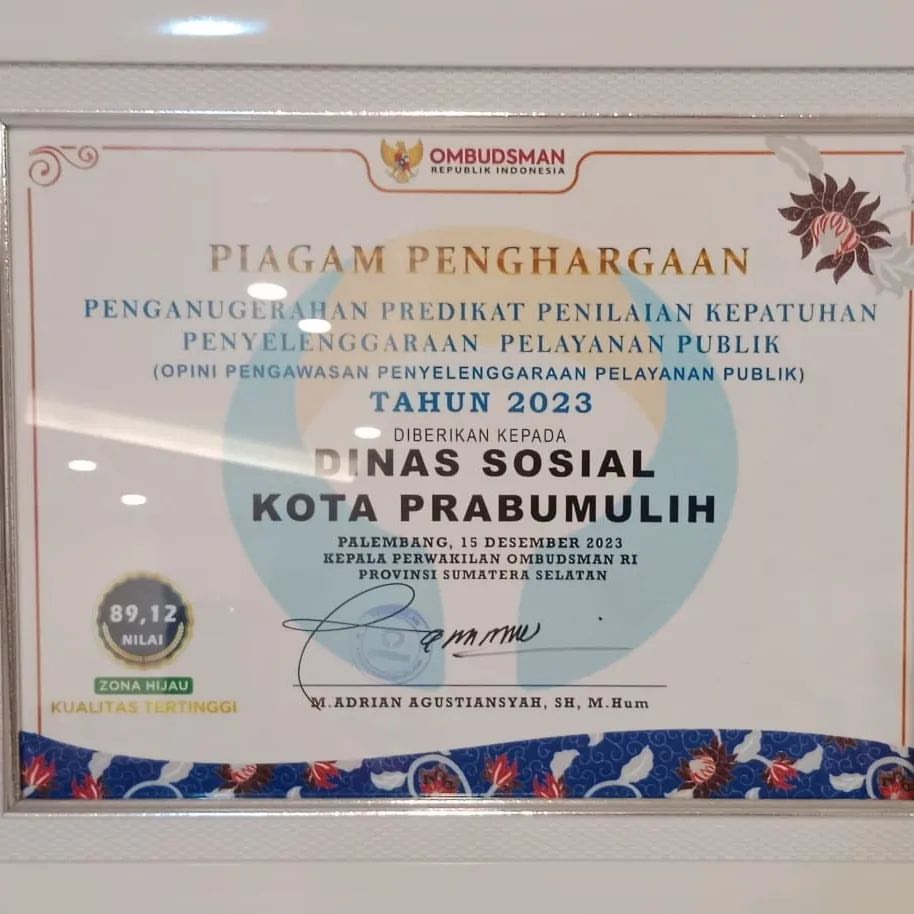 OMBUDSMAN
REPUBLIK INDONESIA
PIAGAM PENGHARGAAN
PENGANUGERAHAN PREDIKAT PENILAIAN KEPATUHAN
PENYELENGGARAAN PELAYANAN PUBLIK
(OPINI PENGAWASAN PENYELENGGARAAN PELAYANAN PUBLIK)
TAHUN 2023
DIBERIKAN KEPADA
DINAS SOSIAL
KOTA PRABUMULIH
PALEMBANG, 15 DESEMBER 2023
KEPALA PERWAKILAN OMBUDSMAN RI
PROVINSI SUMATERA SELATAN
89,12
NILAI
ZONA HIJAU
KUALITAS TERTINGGI
M.ADRIAN AGUSTIANSYAH, SH, M.Hum